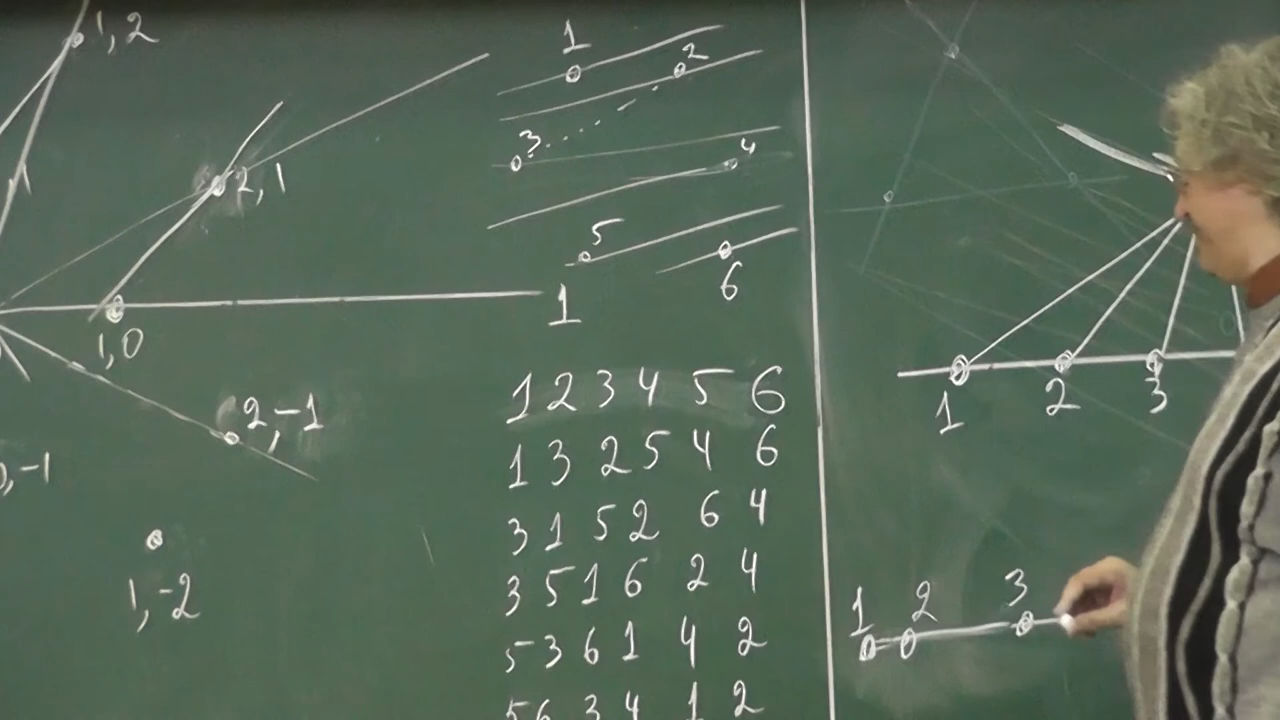 1,2
2,1
1,0
2,-1
,-1
1,-2
1
2
3
4
5
6
1
1 2 3 4 5 6
1 3 2 5 4 6
3 1 5 2 6 4
3 5 1 6 2 4
5 3 6 1 4 2
5 6 3 4 1 2
1 2 3
1 2 3